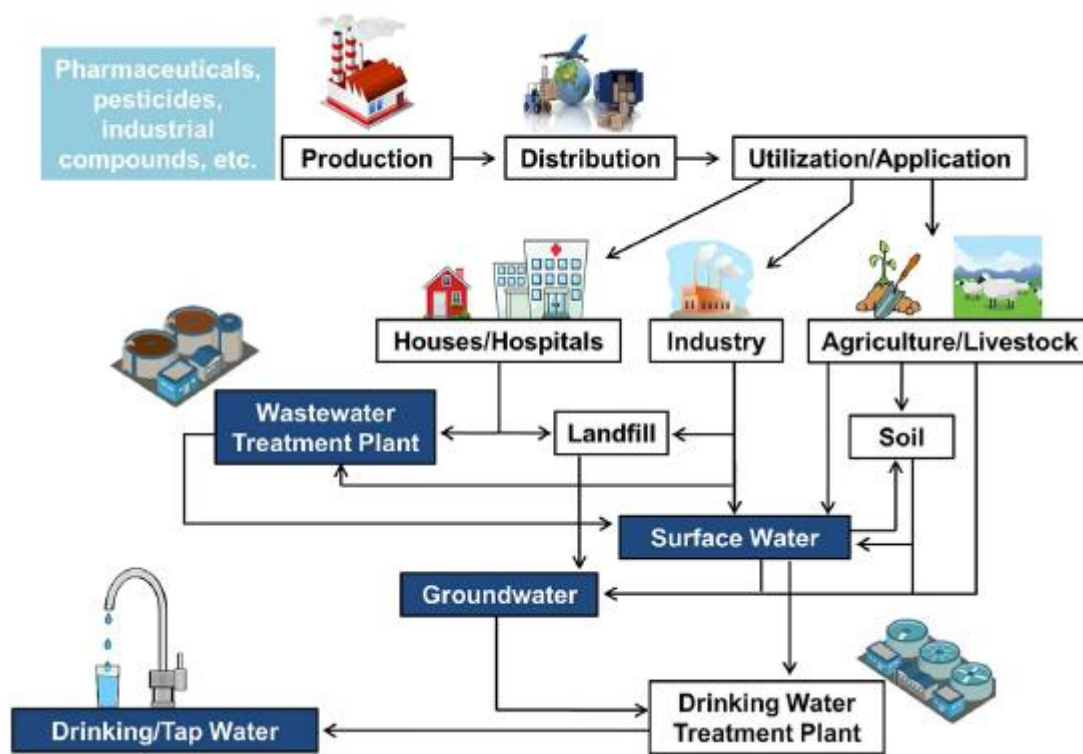 Pharmaceuticals,
pesticides,
industrial
compounds, etc.
Production
Distribution
Utilization/Application
Houses/Hospitals
Industry
Agriculture/Livestock
Wastewater
Treatment Plant
Landfill
Soil
Surface Water
Groundwater
Drinking/Tap Water
Drinking Water
Treatment Plant